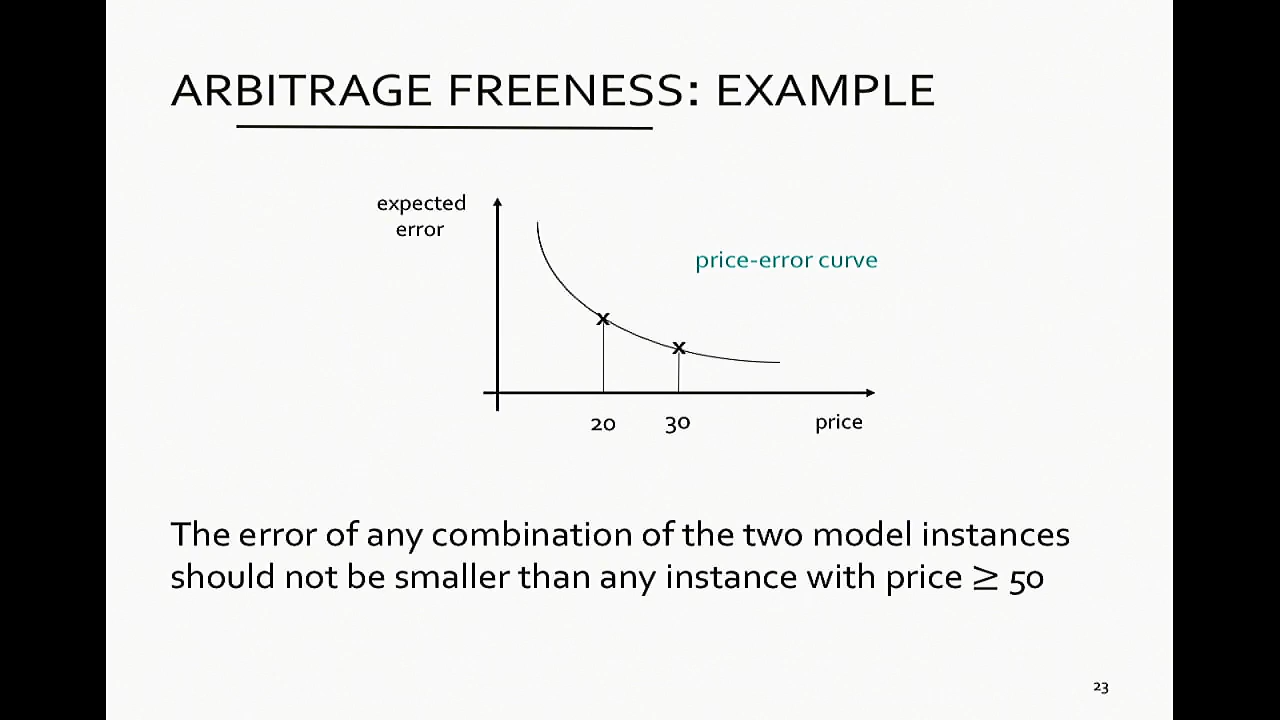 ARBITRAGE FREENESS: EXAMPLE
expected
error
price-error curve
x
x
20 30 price
The error of any combination of the two model instances
should not be smaller than any instance with price ≥ 50
23